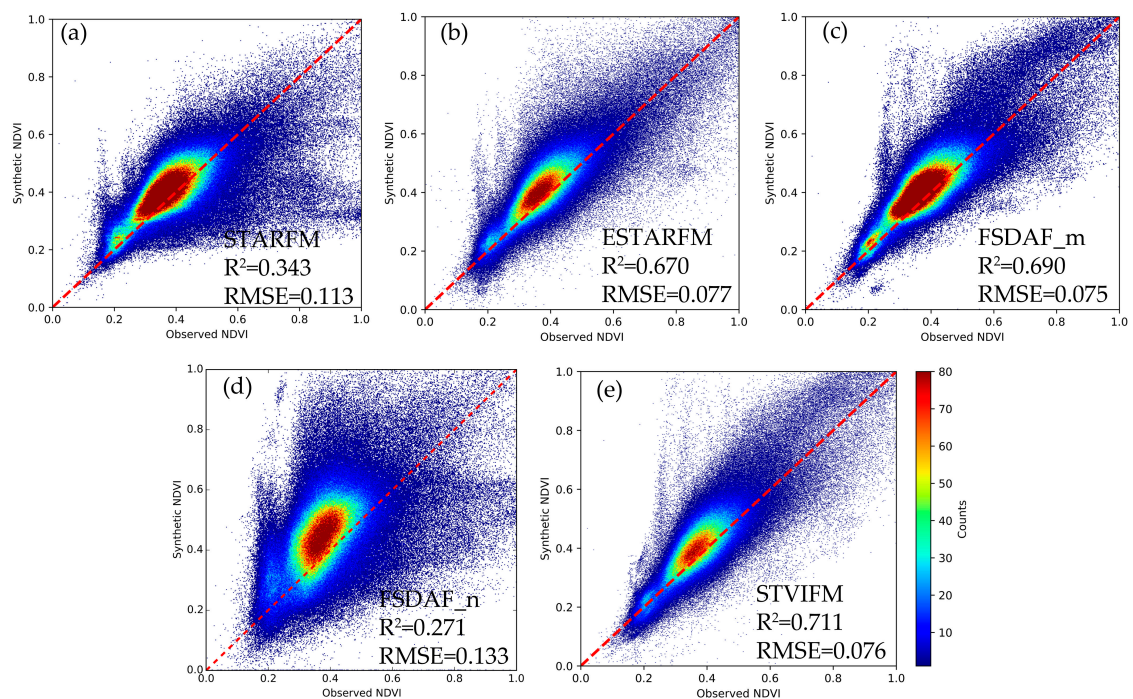 (a)
1.0
0.8
0.6
0.4
0.2
0.0
Synthetic NDVI
STARFM
R²=0.343
RMSE=0.113
0.0 0.2 0.4 0.6 0.8 1.0
Observed NDVI
(b)
1.0
0.8
0.6
0.4
0.2
0.0
Synthetic NDVI
ESTARFM
R²=0.670
RMSE=0.077
0.0 0.2 0.4 0.6 0.8 1.0
Observed NDVI
(c)
1.0
0.8
0.6
0.4
0.2
0.0
Synthetic NDVI
FSDAF_m
R²=0.690
RMSE=0.075
0.0 0.2 0.4 0.6 0.8 1.0
Observed NDVI
(d)
1.0
0.8
0.6
0.4
0.2
0.0
Synthetic NDVI
FSDAF_n
R²=0.271
RMSE=0.133
0.0 0.2 0.4 0.6 0.8 1.0
Observed NDVI
(e)
1.0
0.8
0.6
0.4
0.2
0.0
Synthetic NDVI
STVIFM
R²=0.711
RMSE=0.076
0.0 0.2 0.4 0.6 0.8 1.0
Observed NDVI
80
70
60
50
40
30
20
10
Counts